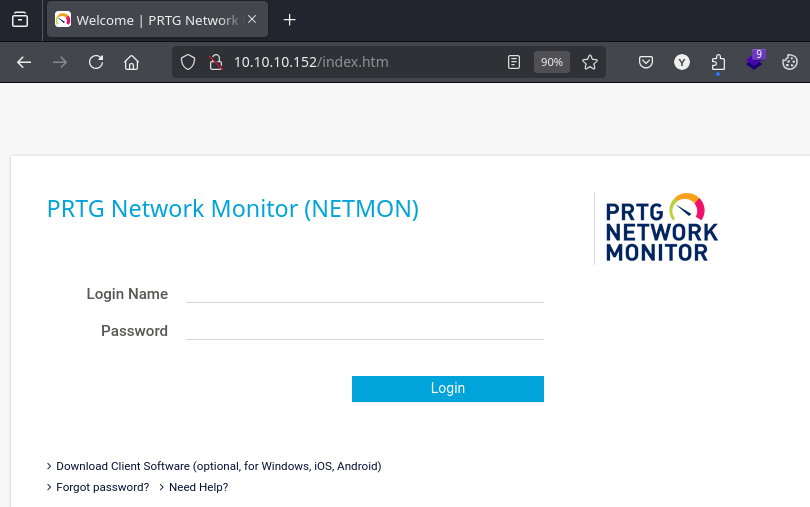 Welcome | PRTG Network
10.10.10.152/index.htm
90%
Y
9
PRTG Network Monitor (NETMON)
PRTG
NETWORK
MONITOR
Login Name
Password
Login
Download Client Software (optional, for Windows, iOS, Android)
Forgot password? Need Help?